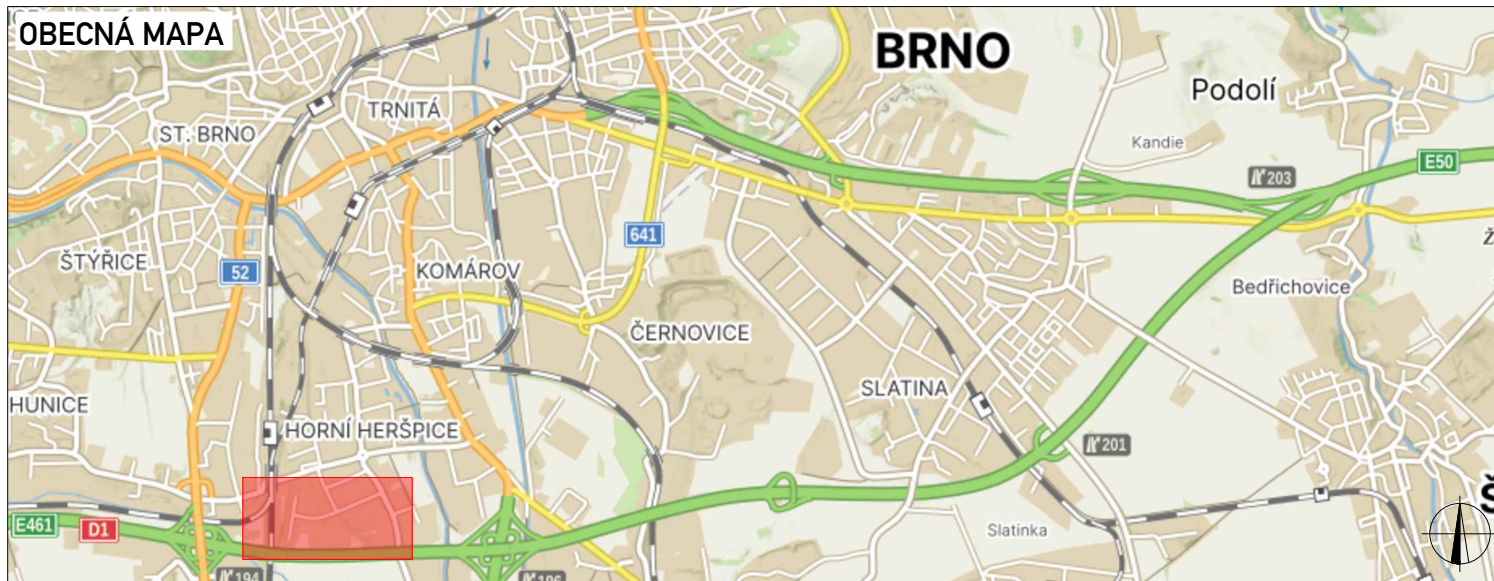 OBECNÁ MAPA
BRNO
Podolí
TRNITÁ
ST. BRNO
Kandie
E50
203
641
ŠTÝŘICE
52
KOMÁROV
Bedřichovice
ČERNOVICE
SLATINA
HUNICE
HORNÍ HERŠPICE
201
E461
D1
Slatinka
194
196